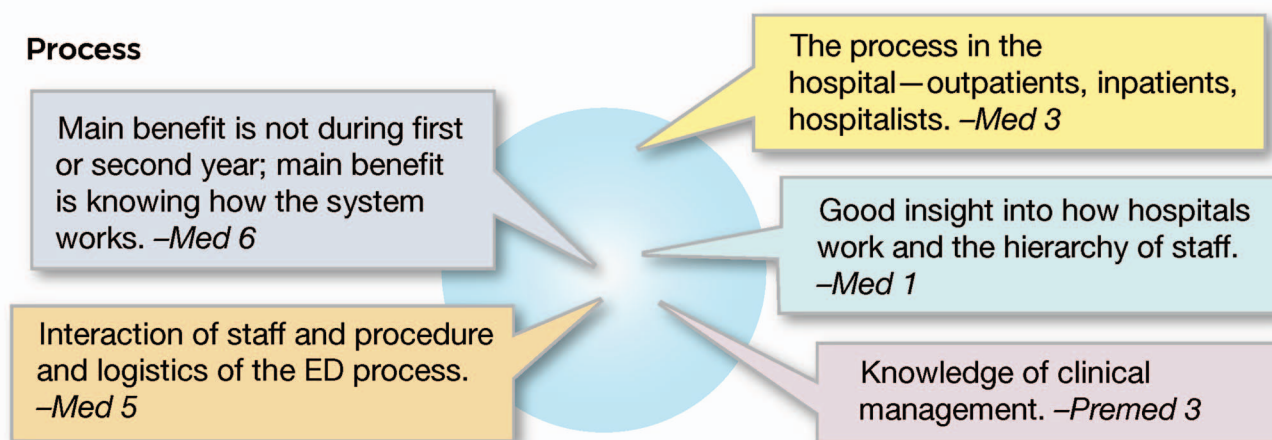 Process
Main benefit is not during first
or second year; main benefit
is knowing how the system
works. –Med 6
Interaction of staff and procedure
and logistics of the ED process.
–Med 5
The process in the
hospital—outpatients, inpatients,
hospitalists. –Med 3
Good insight into how hospitals
work and the hierarchy of staff.
–Med 1
Knowledge of clinical
management. –Premed 3